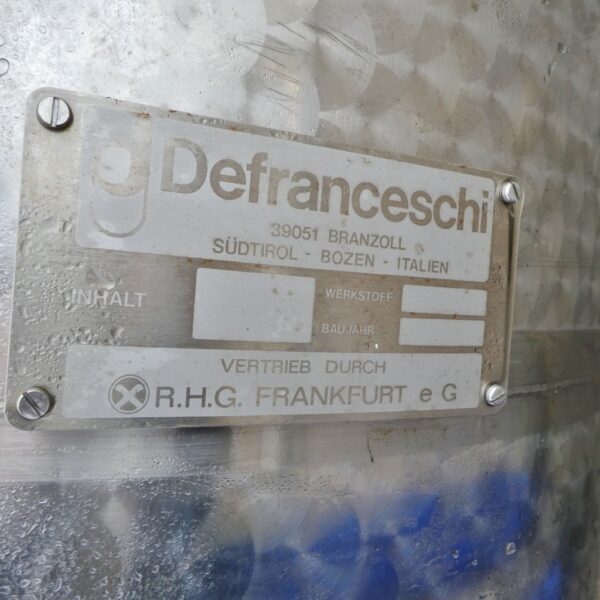 Defranceschi
39051 BRANZOLL
SÜDTIROL - BOZEN - ITALIEN
INHALT
WERKSTOFF
BAUJAHR
VERTRIEB DURCH
R.H.G. FRANKFURT e G